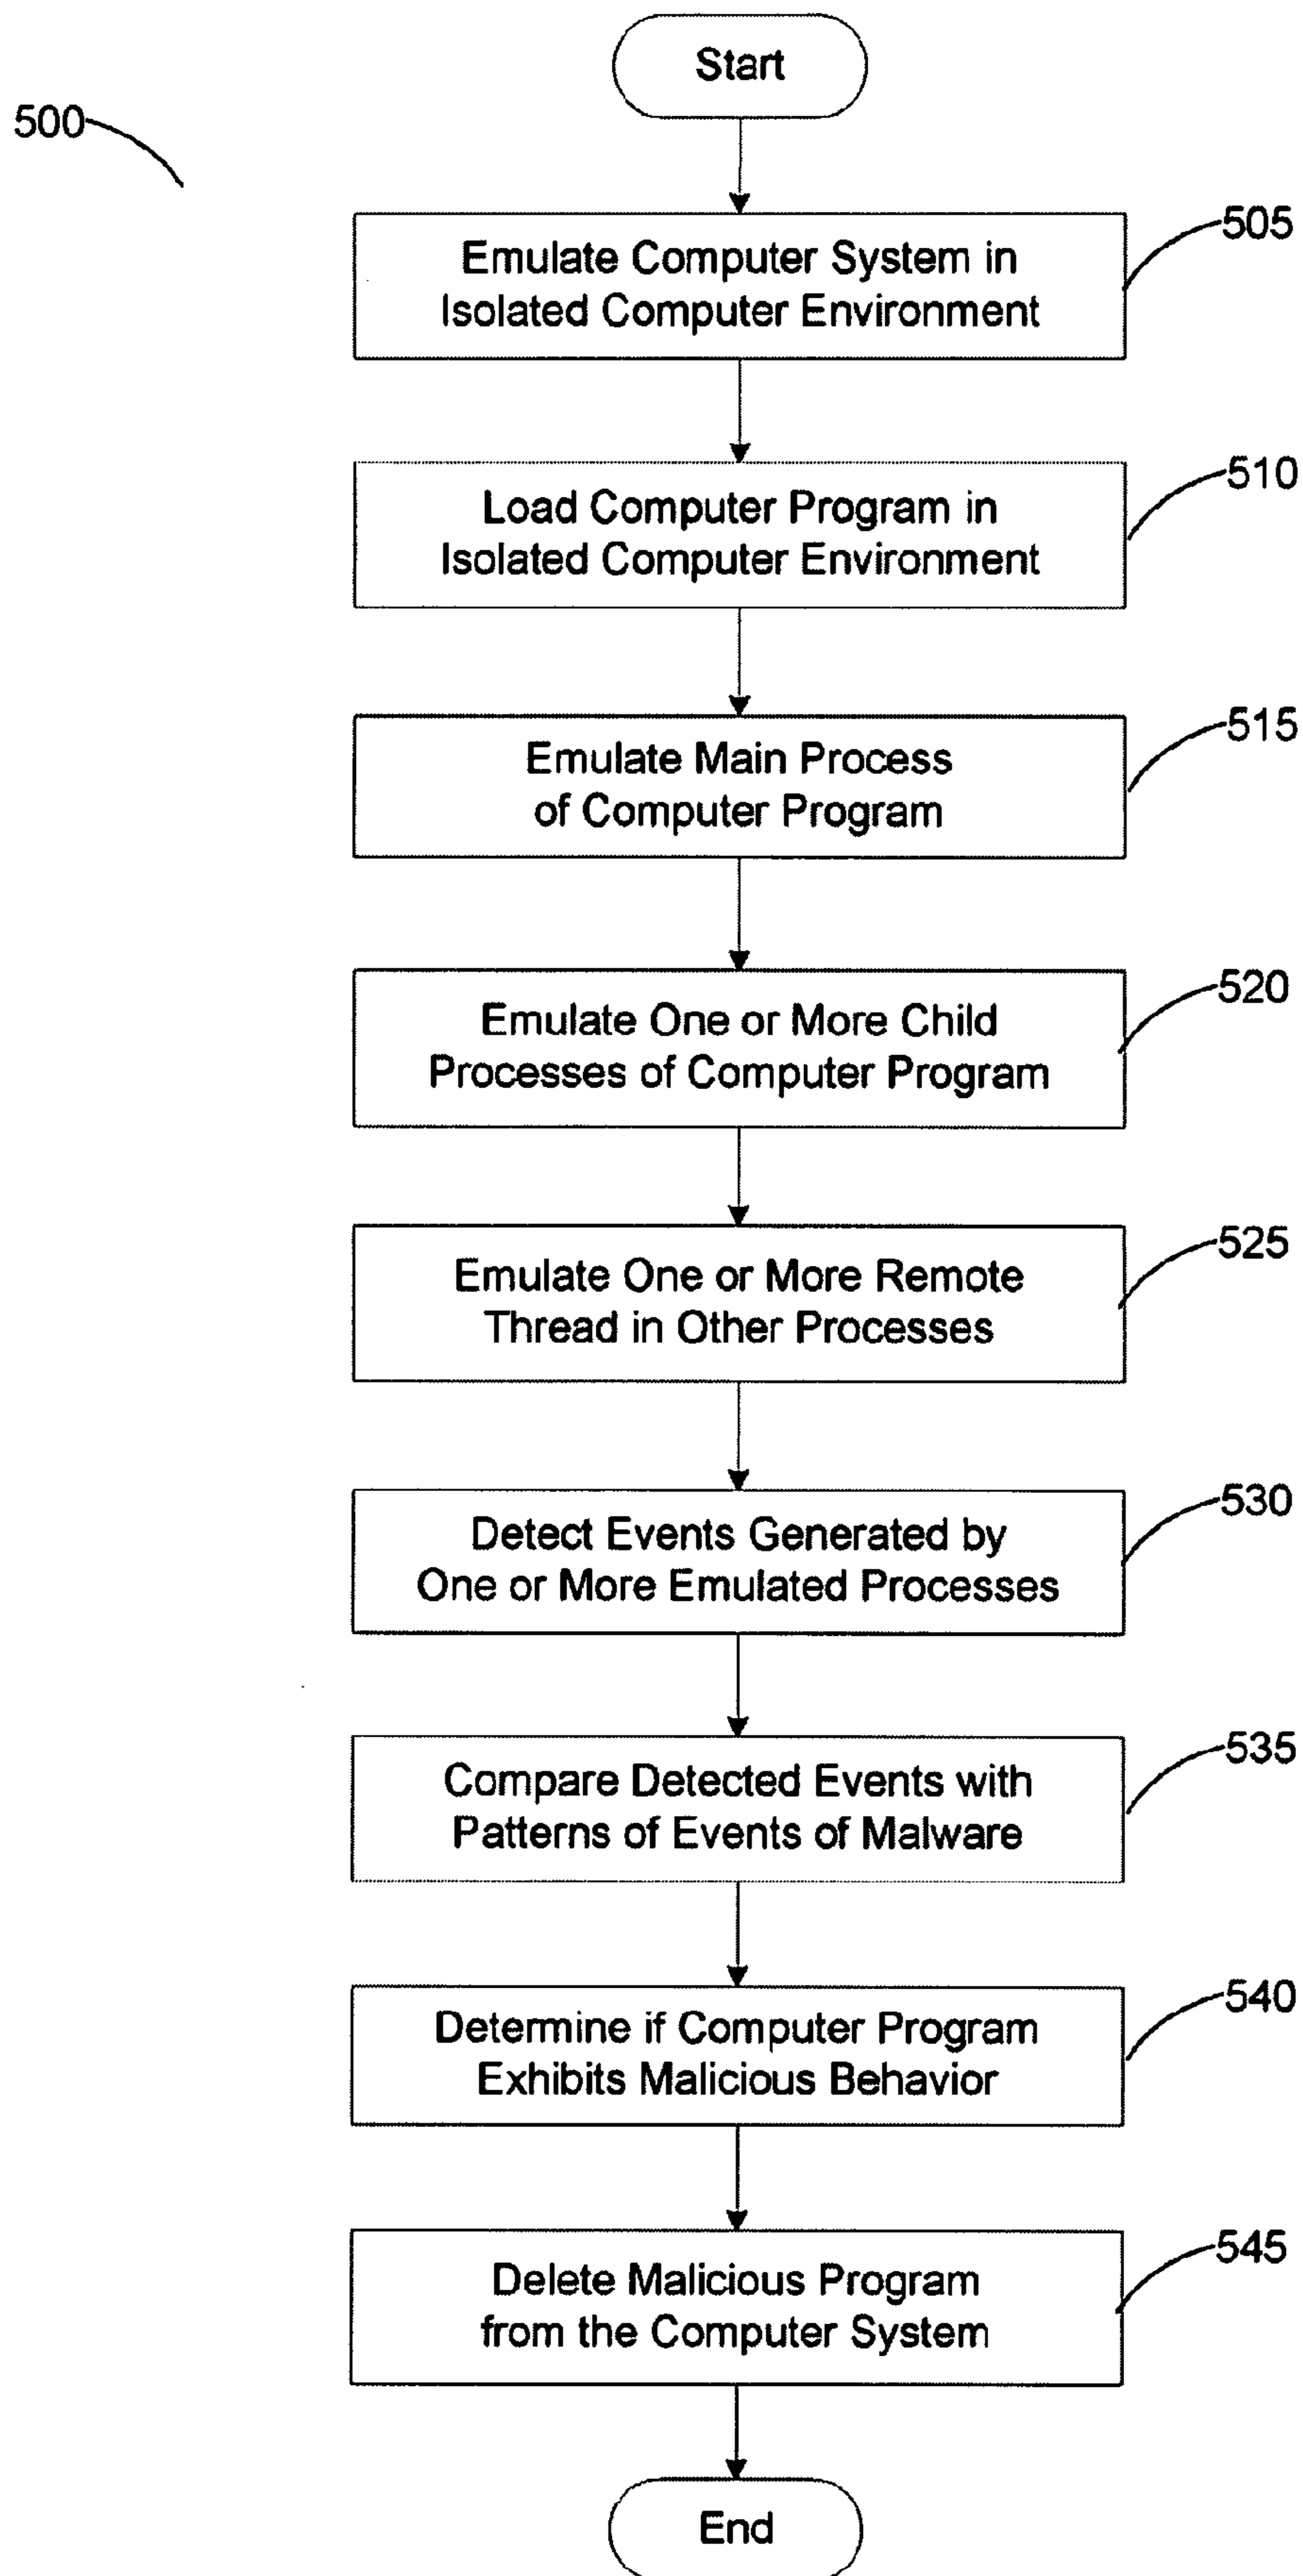 Start
500
Emulate Computer System in
Isolated Computer Environment
505
Load Computer Program in
Isolated Computer Environment
510
Emulate Main Process
of Computer Program
515
Emulate One or More Child
Processes of Computer Program
520
Emulate One or More Remote
Thread in Other Processes
525
Detect Events Generated by
One or More Emulated Processes
530
Compare Detected Events with
Patterns of Events of Malware
535
Determine if Computer Program
Exhibits Malicious Behavior
540
Delete Malicious Program
from the Computer System
545
End